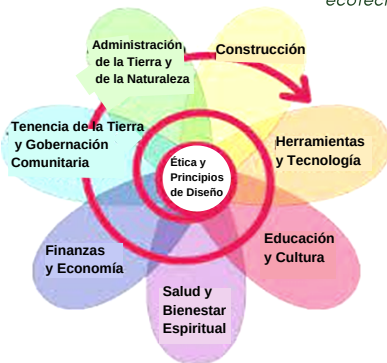 Administración
de la Tierra y
de la Naturaleza
Construcción
Herramientas
y Tecnología
Educación
y Cultura
Salud y
Bienestar
Espiritual
Finanzas
y Economía
Tenencia de la Tierra
y Gobernación
Comunitaria
Ética y
Principios
de Diseño